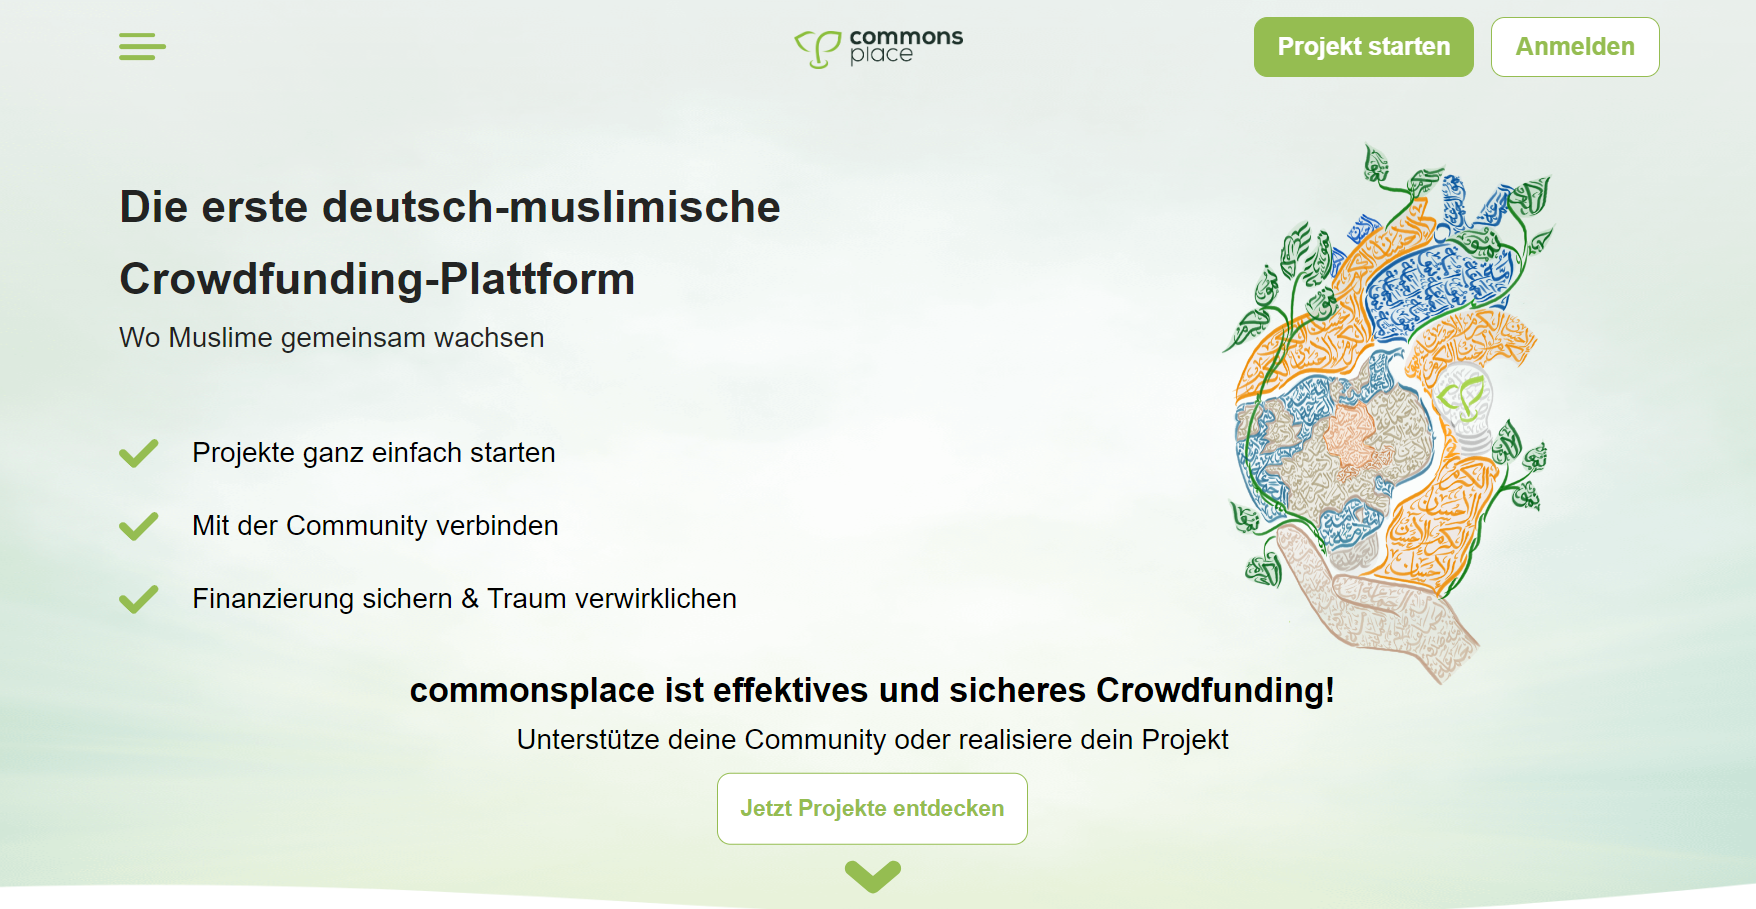 commons
place
Projekt starten
Anmelden
Die erste deutsch-muslimische
Crowdfunding-Plattform
Wo Muslime gemeinsam wachsen
Projekte ganz einfach starten
Mit der Community verbinden
Finanzierung sichern & Traum verwirklichen
commonsplace ist effektives und sicheres Crowdfunding!
Unterstütze deine Community oder realisiere dein Projekt
Jetzt Projekte entdecken